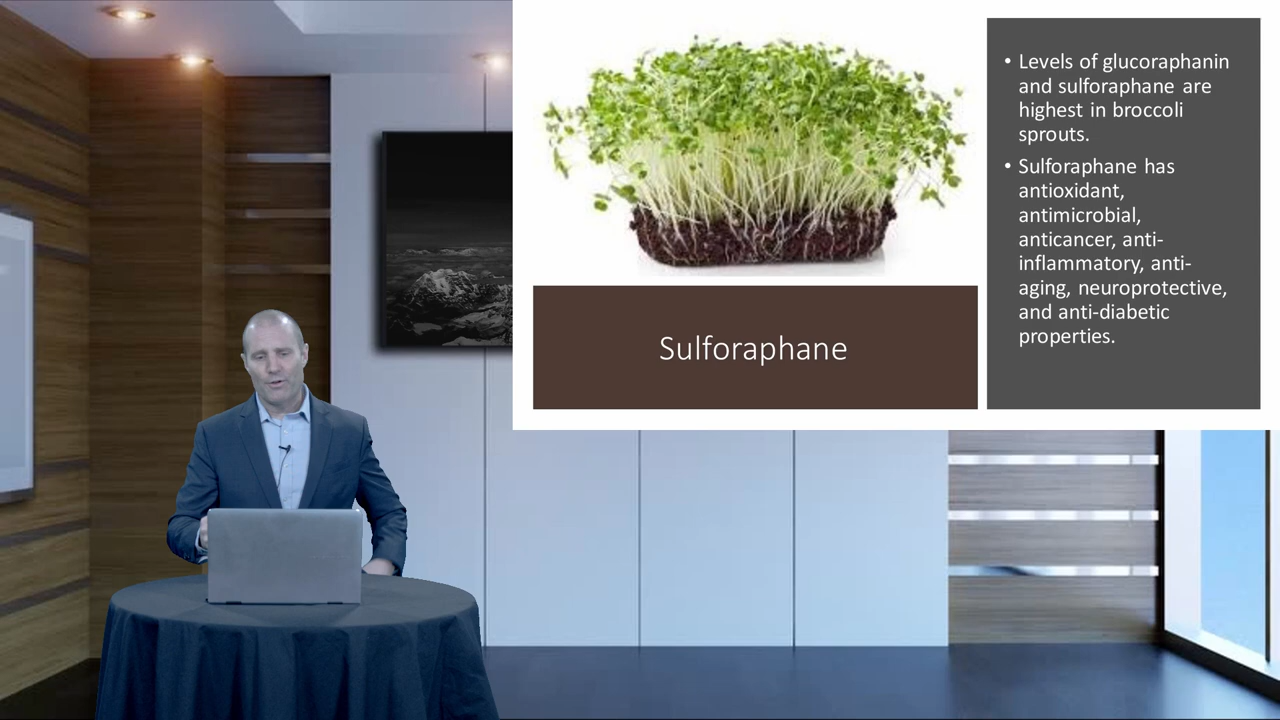 Sulforaphane
• Levels of glucoraphanin
and sulforaphane are
highest in broccoli
sprouts.
• Sulforaphane has
antioxidant,
antimicrobial,
anticancer, anti-
inflammatory, anti-
aging, neuroprotective,
and anti-diabetic
properties.